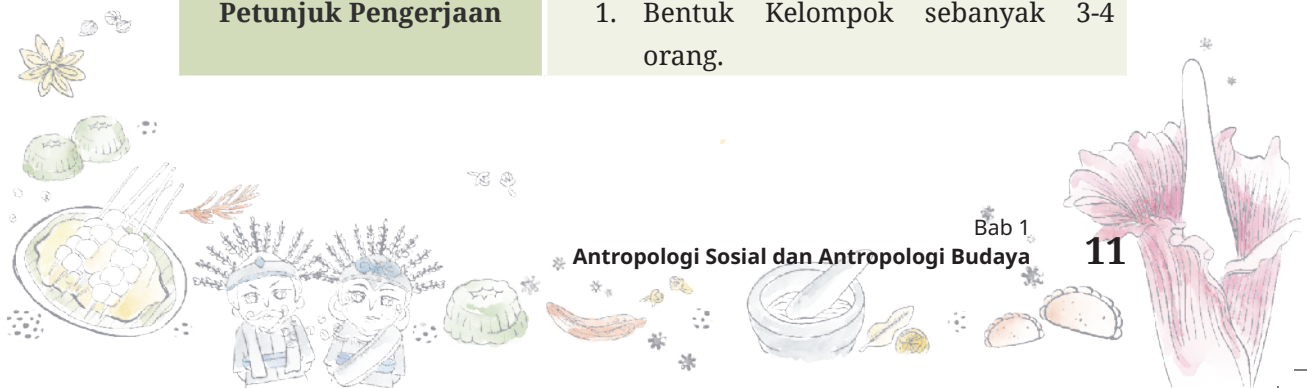 Petunjuk Pengerjaan
1. Bentuk Kelompok sebanyak 3-4
orang.
Bab 1
Antropologi Sosial dan Antropologi Budaya
11